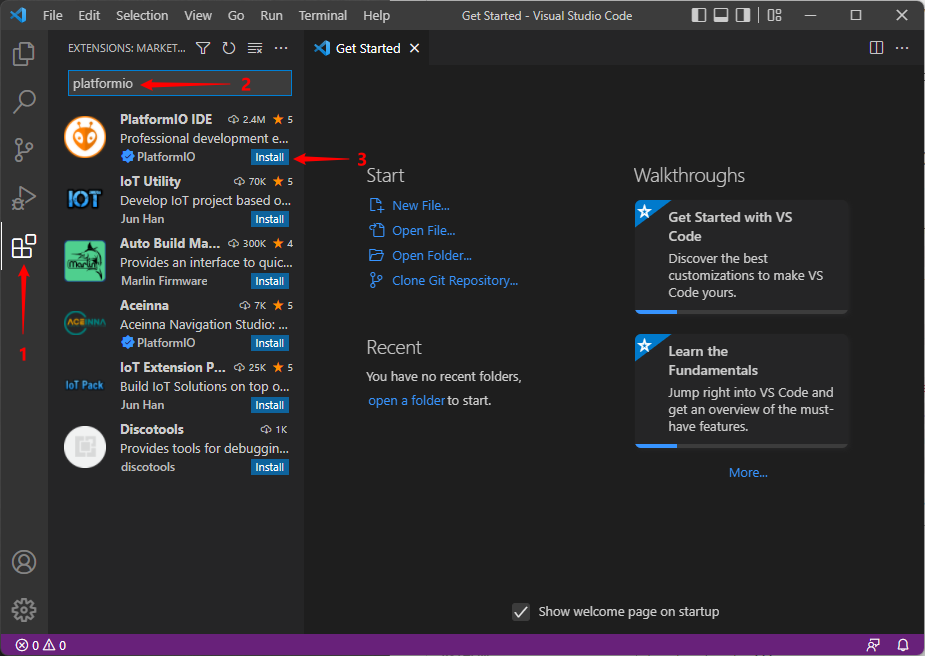 File Edit Selection View Go Run Terminal Help
Get Started - Visual Studio Code
EXTENSIONS: MARKET...
platformio
2
PlatformIO IDE 2.4M 5
Professional development e...
PlatformIO Install
3
IoT Utility 70K 5
IOT
Develop IoT project based o...
Jun Han Install
Auto Build Ma... 300K 4
Marlin
Provides an interface to quic...
Marlin Firmware Install
Aceinna 7K 5
ACEINNA
Aceinna Navigation Studio: ...
PlatformIO Install
1
IoT Extension P... 25K 5
IoT Pack
Build IoT Solutions on top o...
Jun Han Install
Discotools 1K
Provides tools for debuggin...
discotools Install
Get Started
Start
New File...
Open File...
Open Folder...
Clone Git Repository...
Recent
You have no recent folders,
open a folder to start.
Walkthroughs
Get Started with VS
Code
Discover the best
customizations to make VS
Code yours.
Learn the
Fundamentals
Jump right into VS Code and
get an overview of the must-
have features.
More...
Show welcome page on startup
0 0